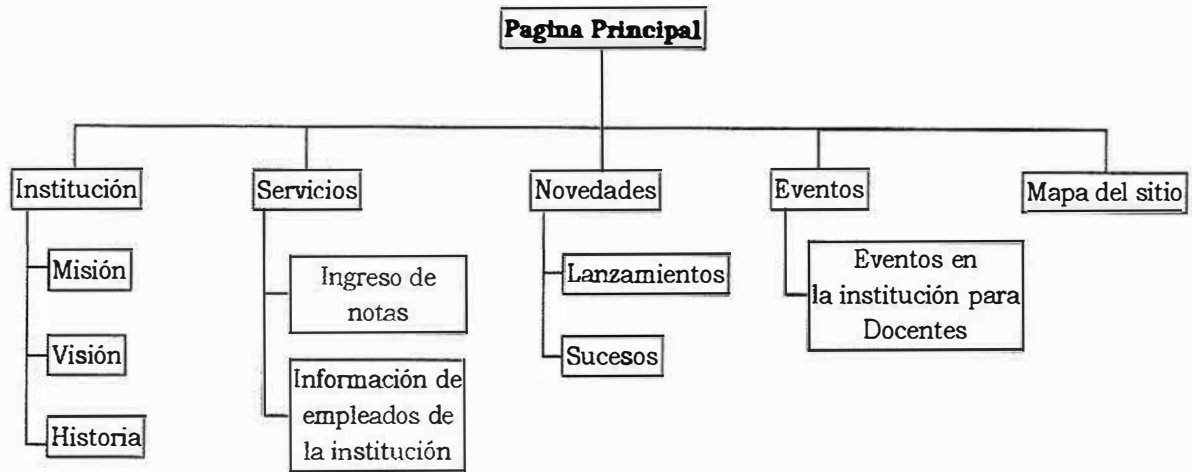 Pagina Principal
Institución
Servicios
Novedades
Eventos
Mapa del sitio
Misión
Visión
Historia
Ingreso de
notas
Información de
empleados de
la institución
Lanzamientos
Sucesos
Eventos en
la institución para
Docentes